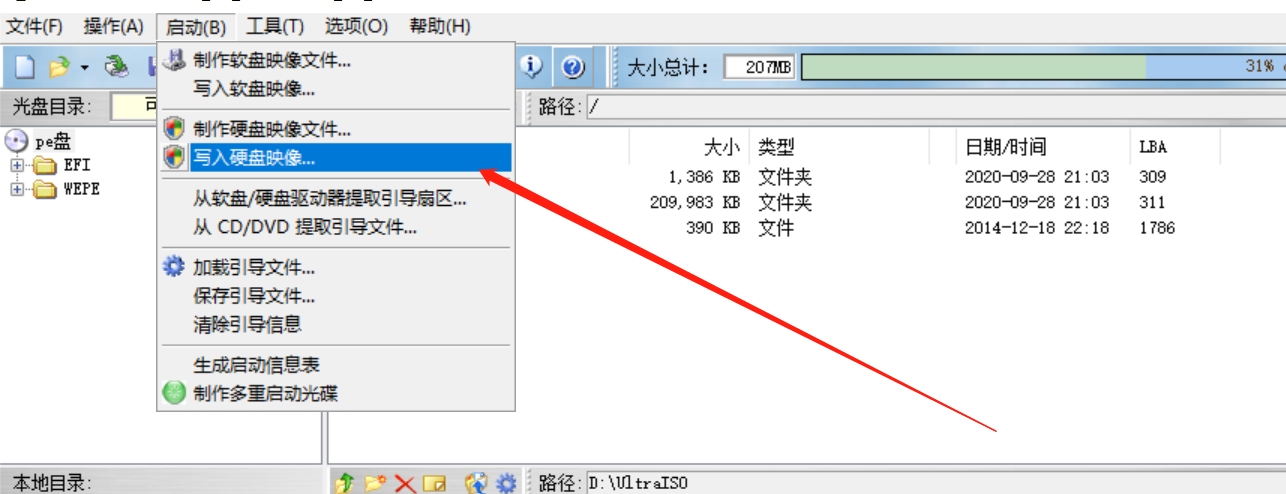 文件(F) 操作(A) 启动(B) 工具(T) 选项(O) 帮助(H)
大小总计: 207MB 31%
光盘目录: 可 路径: /
制作软盘映像文件...
写入软盘映像...
制作硬盘映像文件...
写入硬盘映像...
从软盘/硬盘驱动器提取引导扇区...
从 CD/DVD 提取引导文件...
加载引导文件...
保存引导文件...
清除引导信息
生成启动信息表
制作多重启动光碟
pe盘
EFI
WEPE
大小 类型 日期/时间 LBA
1,386 KB 文件夹 2020-09-28 21:03 309
209,983 KB 文件夹 2020-09-28 21:03 311
390 KB 文件 2014-12-18 22:18 1786
本地目录: 路径: D:\UltraISO